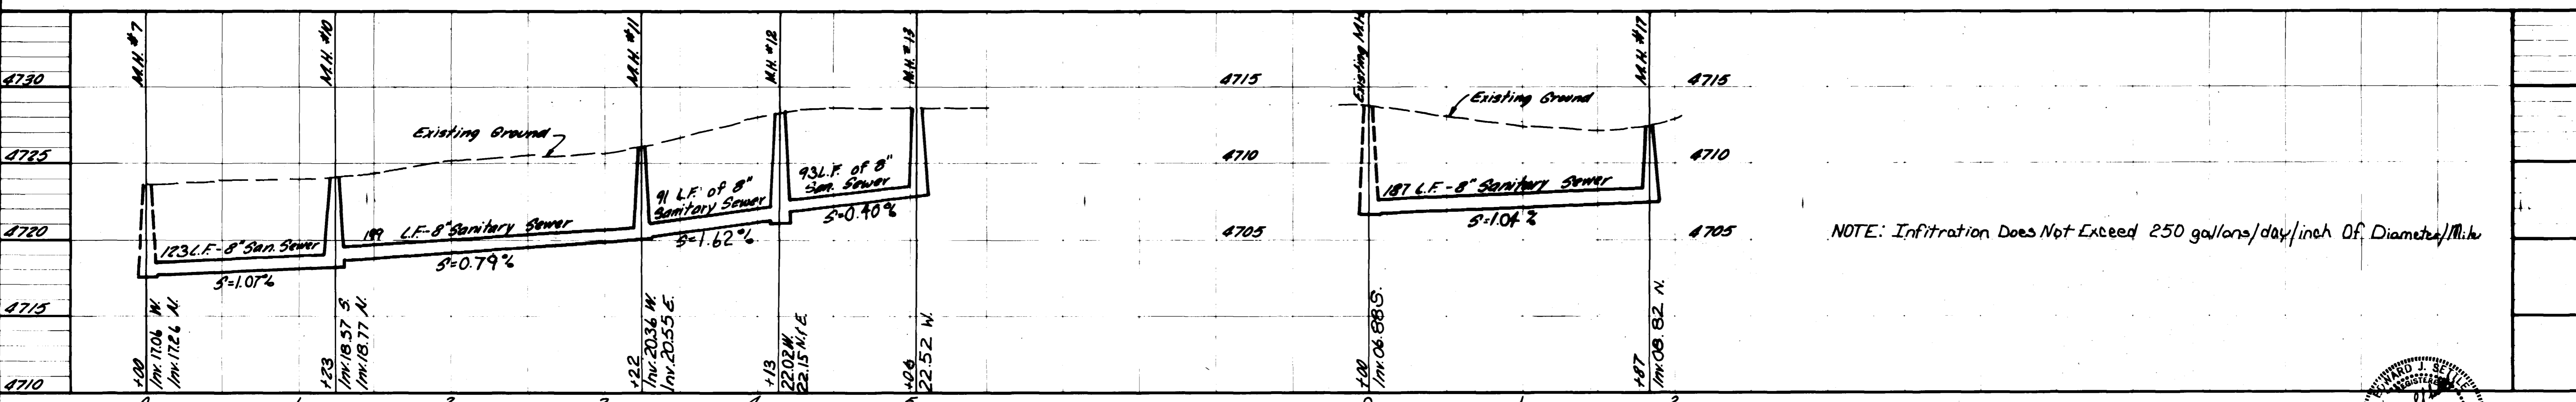 M.H. #7
M.H. #10
M.H. #11
M.H. #12
M.H. #13
Existing MH
M.H. #17
4730
4725
4720
4715
4710
4715
4710
4705
4715
4710
4705
Existing Ground
Existing Ground
123 L.F. - 8" San. Sewer
S=1.07%
199 L.F.-8" Sanitary Sewer
S=0.79%
91 L.F. of 8"
Sanitary Sewer
S=1.62%
93 L.F. of 8"
San. Sewer
S=0.40%
187 L.F. - 8" Sanitary Sewer
S=1.04%
NOTE: Infitration Does Not Exceed 250 gallons/day/inch Of Diameter/Mile
+00
Inv. 17.06 W.
Inv. 17.26 N.
+23
Inv. 18.57 S.
Inv. 18.77 N.
+22
Inv. 20.36 W.
Inv. 20.55 E.
+13
22.02 W.
22.15 N.& E.
+06
22.52 W.
+00
Inv. 06.88 S.
+87
Inv. 08.82 N.